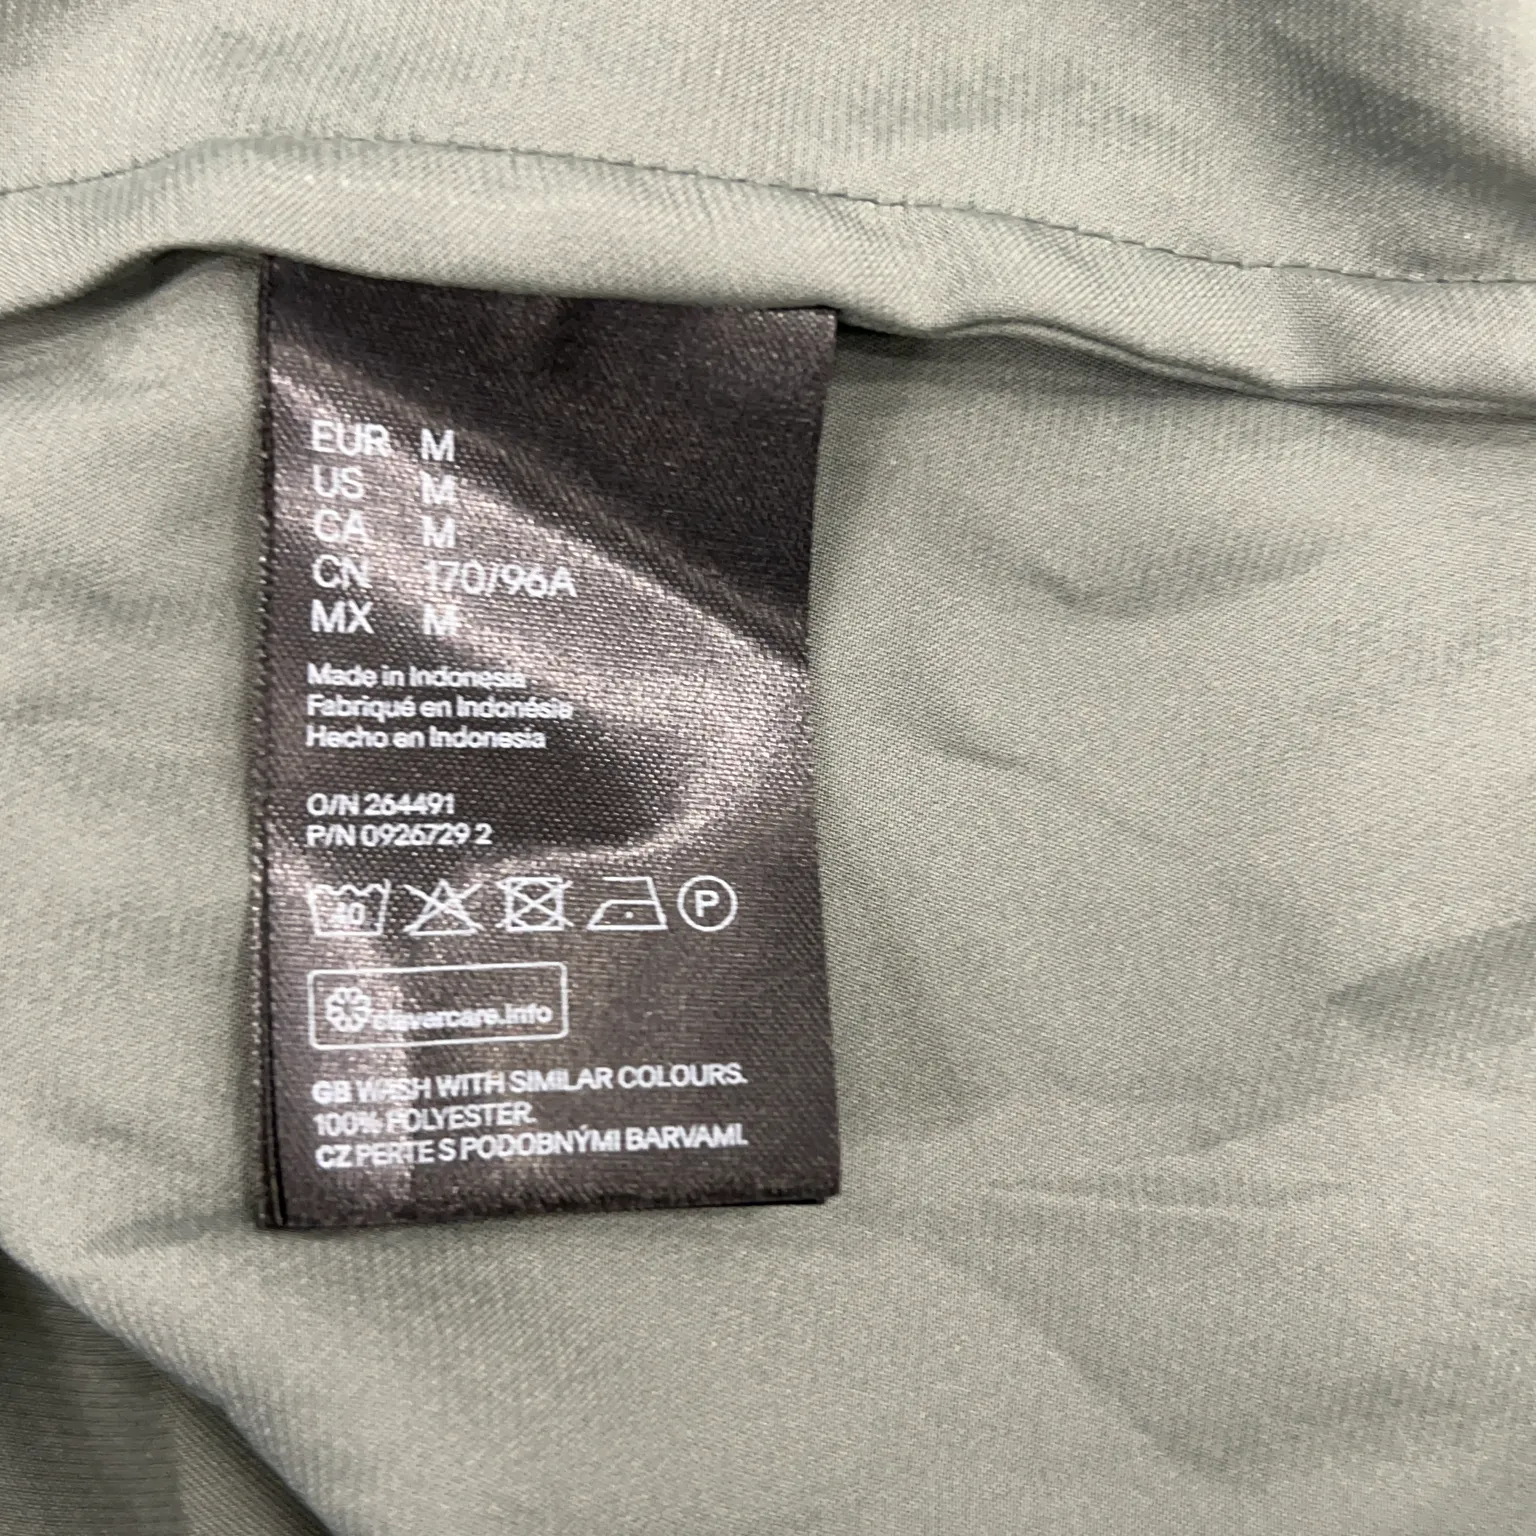 EUR M
US M
CA M
CN 170/96A
MX M
Made in Indonesia
Fabriqué en Indonésie
Hecho en Indonesia
O/N 264491
P/N 0926729 2
40
P
clevercare.info
GB WASH WITH SIMILAR COLOURS.
100% POLYESTER.
CZ PERTE S PODOBNÝMI BARVAMI.